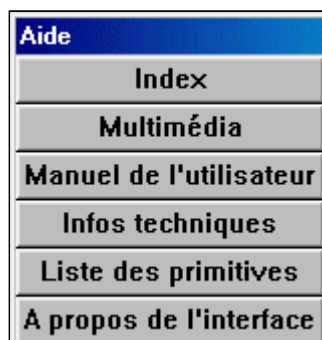 Aide
Index
Multimédia
Manuel de l'utilisateur
Infos techniques
Liste des primitives
A propos de l'interface